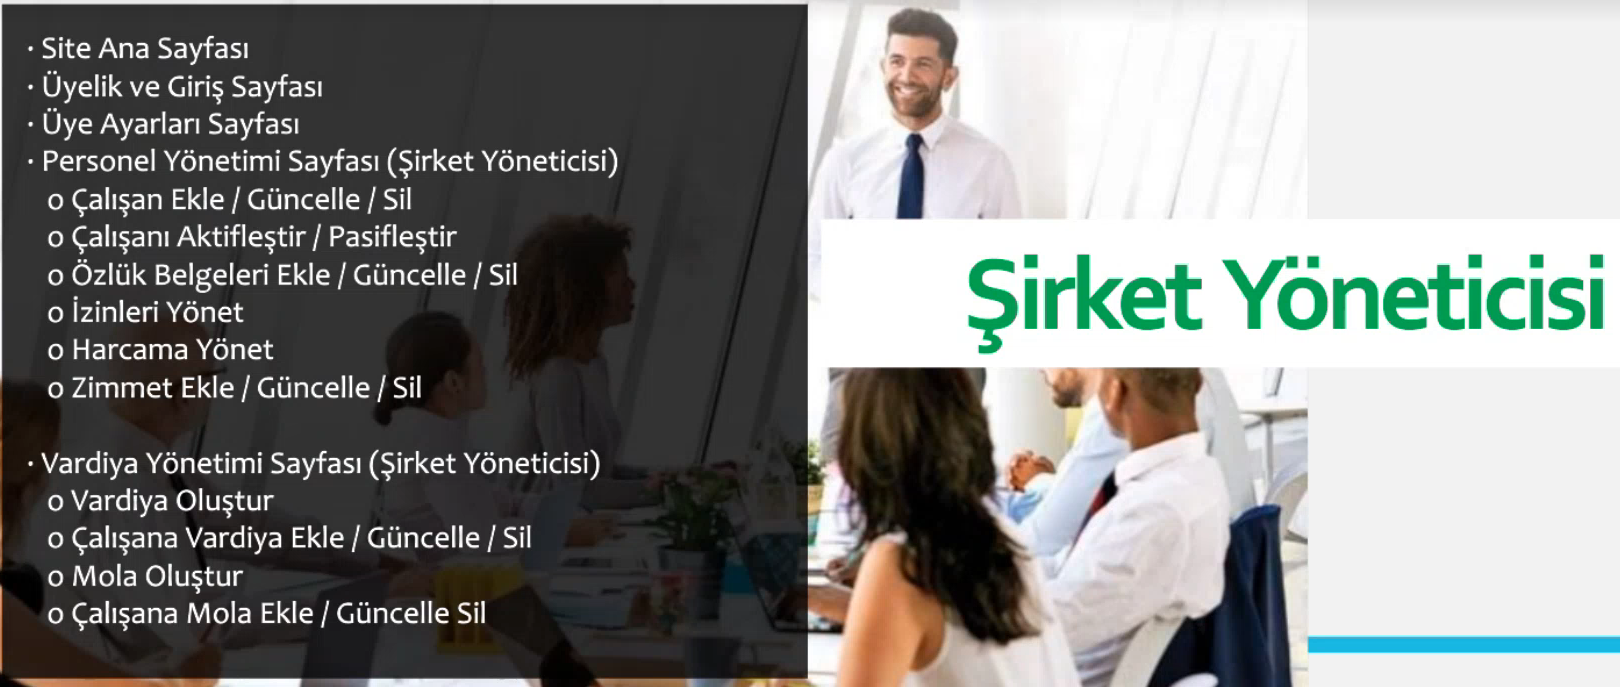 · Site Ana Sayfası
· Üyelik ve Giriş Sayfası
· Üye Ayarları Sayfası
· Personel Yönetimi Sayfası (Şirket Yöneticisi)
o Çalışan Ekle / Güncelle / Sil
o Çalışanı Aktifleştir / Pasifleştir
o Özlük Belgeleri Ekle / Güncelle / Sil
o İzinleri Yönet
o Harcama Yönet
o Zimmet Ekle / Güncelle / Sil
· Vardiya Yönetimi Sayfası (Şirket Yöneticisi)
o Vardiya Oluştur
o Çalışana Vardiya Ekle / Güncelle / Sil
o Mola Oluştur
o Çalışana Mola Ekle / Güncelle Sil
Şirket Yöneticisi